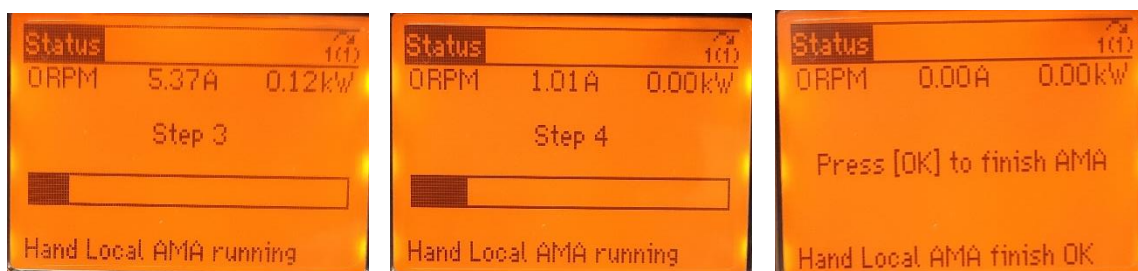 Status
1(1)
0RPM 5.37A 0.12kW
Step 3
Hand Local AMA running
Status
1(1)
0RPM 1.01A 0.00kW
Step 4
Hand Local AMA running
Status
1(1)
0RPM 0.00A 0.00kW
Press [OK] to finish AMA
Hand Local AMA finish OK